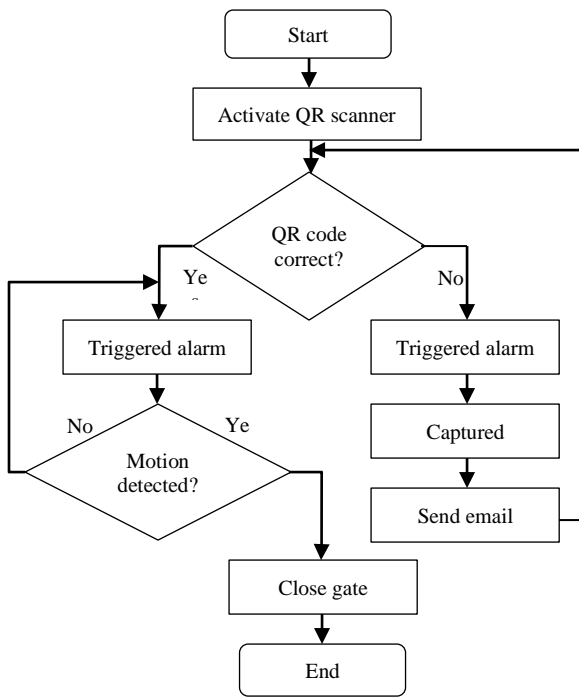 Start
Activate QR scanner
QR code
correct?
Ye
No
Triggered alarm
Triggered alarm
No
Ye
Captured
Motion
detected?
Send email
Close gate
End